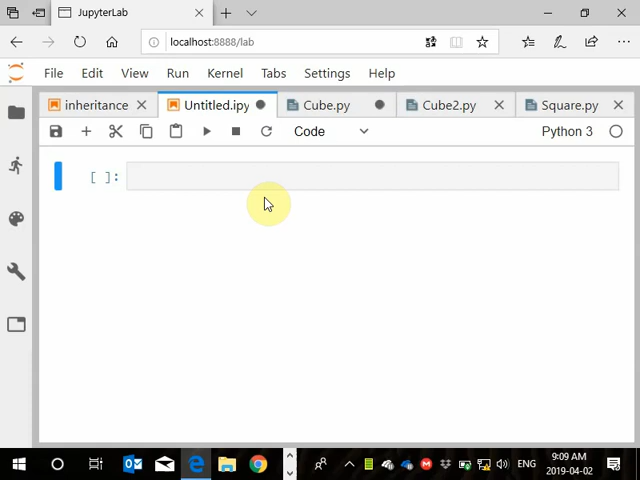 JupyterLab
localhost:8888/lab
File Edit View Run Kernel Tabs Settings Help
inheritance Untitled.ipy Cube.py Cube2.py Square.py
Code Python 3
[ ]:
ENG 9:09 AM
2019-04-02